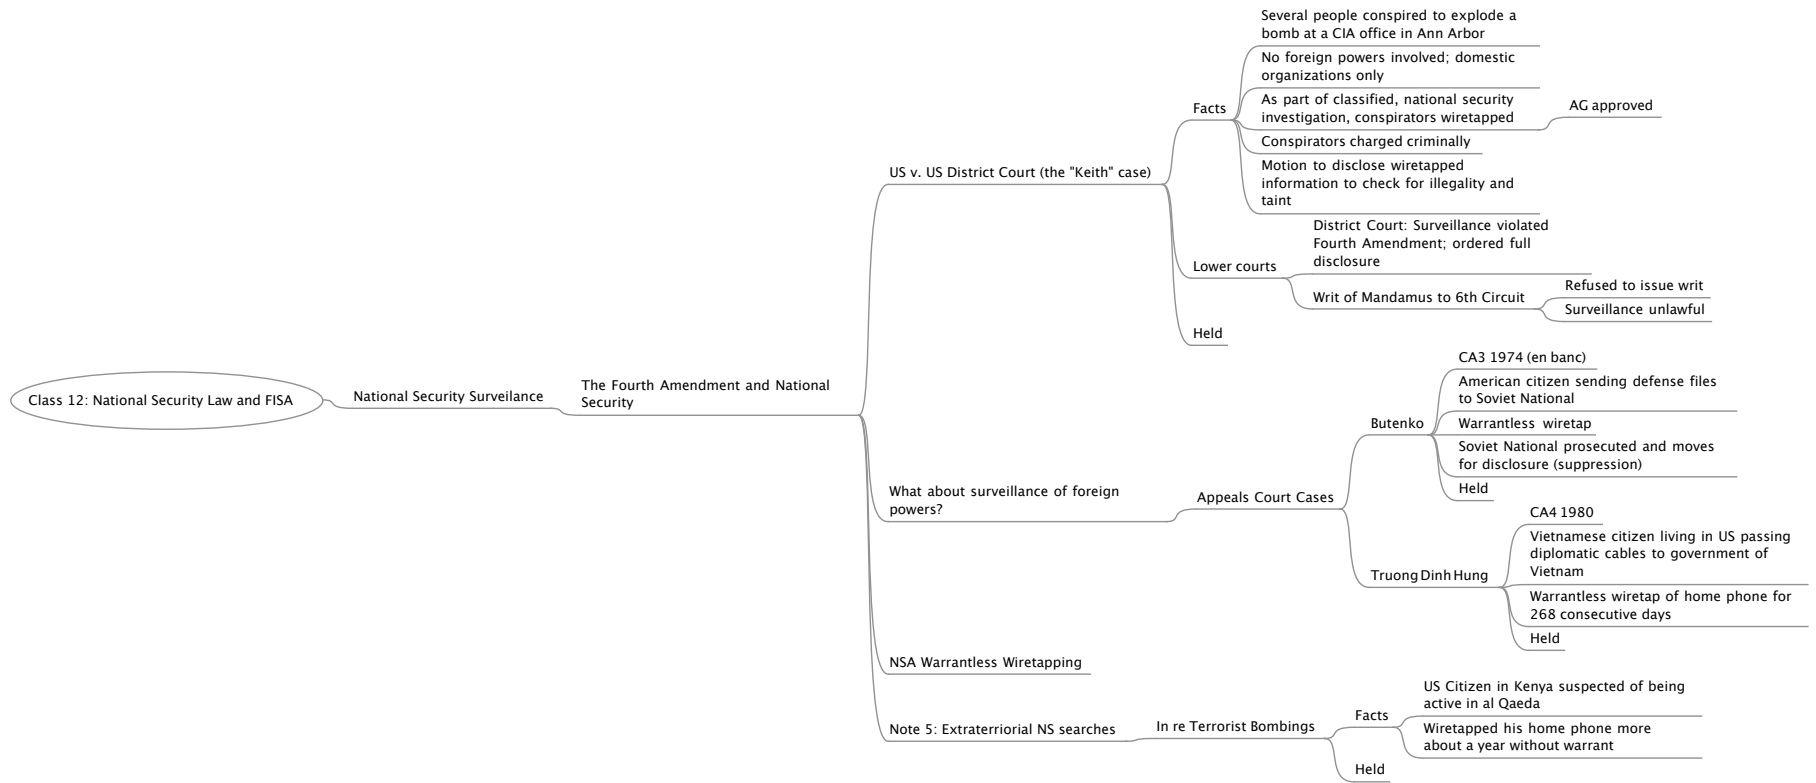 Class 12: National Security Law and FISA
National Security Surveilance
The Fourth Amendment and National
Security
US v. US District Court (the "Keith" case)
Facts
Several people conspired to explode a
bomb at a CIA office in Ann Arbor
No foreign powers involved; domestic
organizations only
As part of classified, national security
investigation, conspirators wiretapped
AG approved
Conspirators charged criminally
Motion to disclose wiretapped
information to check for illegality and
taint
Lower courts
District Court: Surveillance violated
Fourth Amendment; ordered full
disclosure
Writ of Mandamus to 6th Circuit
Refused to issue writ
Surveillance unlawful
Held
What about surveillance of foreign
powers?
Appeals Court Cases
Butenko
CA3 1974 (en banc)
American citizen sending defense files
to Soviet National
Warrantless wiretap
Soviet National prosecuted and moves
for disclosure (suppression)
Held
Truong Dinh Hung
CA4 1980
Vietnamese citizen living in US passing
diplomatic cables to government of
Vietnam
Warrantless wiretap of home phone for
268 consecutive days
Held
NSA Warrantless Wiretapping
Note 5: Extraterriorial NS searches
In re Terrorist Bombings
Facts
US Citizen in Kenya suspected of being
active in al Qaeda
Wiretapped his home phone more
about a year without warrant
Held